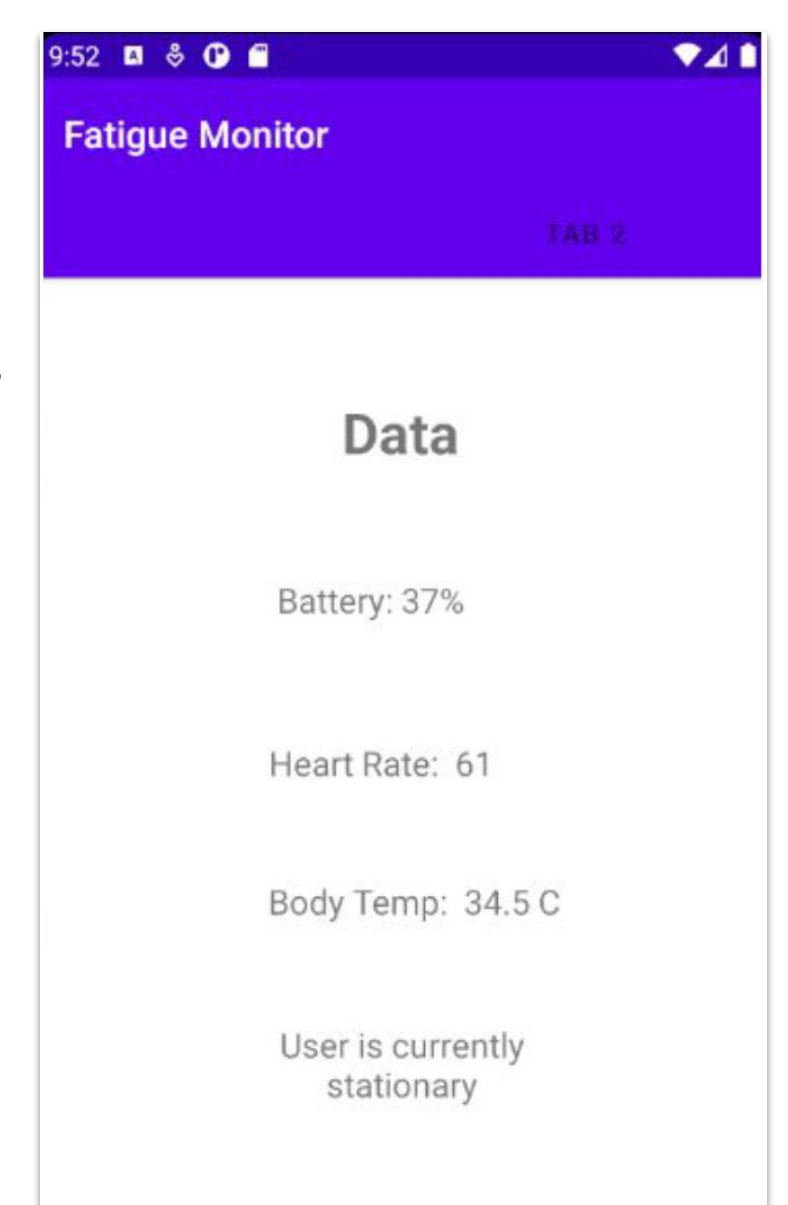 9:52
Fatigue Monitor
TAB 2
Data
Battery: 37%
Heart Rate: 61
Body Temp: 34.5 C
User is currently
stationary